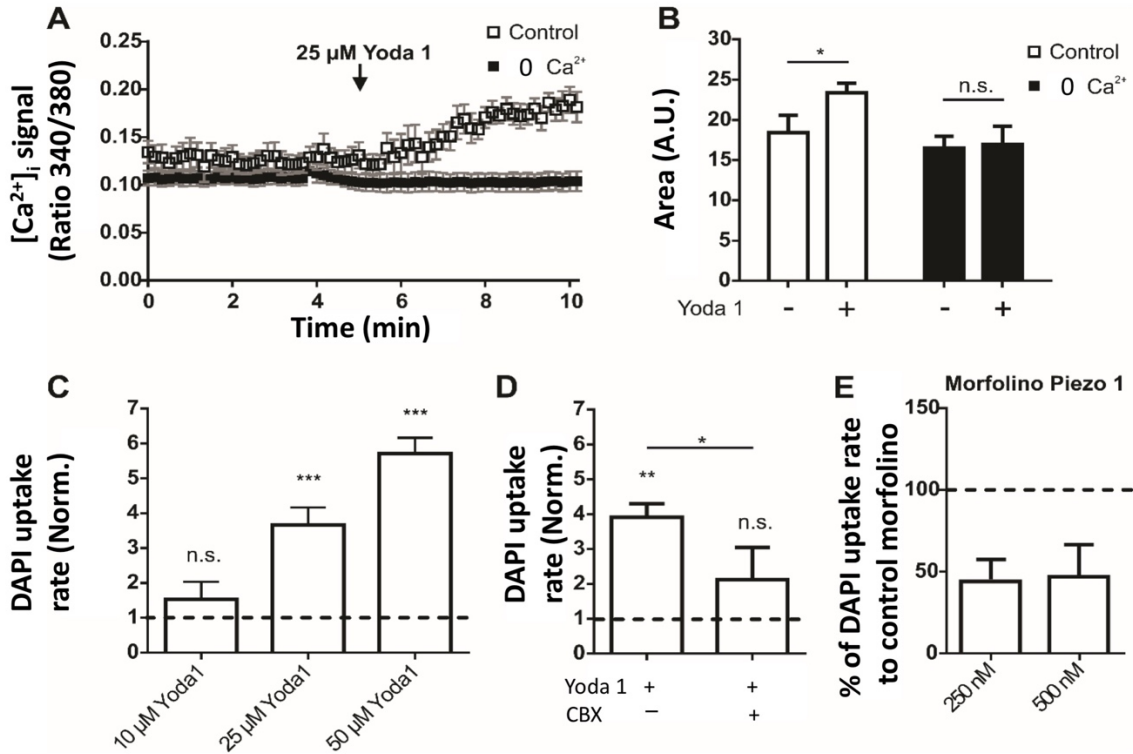 A
[Ca²⁺]ᵢ signal
(Ratio 340/380)
0.25
0.20
0.15
0.10
0.05
0.00
25 µM Yoda 1
Control
0 Ca²⁺
0 2 4 6 8 10
Time (min)
B
Area (A.U.)
30
25
20
15
10
5
0
*
n.s.
Control
0 Ca²⁺
Yoda 1 - + - +
C
DAPI uptake
rate (Norm.)
7
6
5
4
3
2
1
0
n.s.
***
***
10 µM Yoda1
25 µM Yoda1
50 µM Yoda1
D
DAPI uptake
rate (Norm.)
7
6
5
4
3
2
1
0
*
**
n.s.
Yoda 1 + +
CBX − +
E
Morfolino Piezo 1
% of DAPI uptake rate
to control morfolino
150
100
50
0
250 nM
500 nM